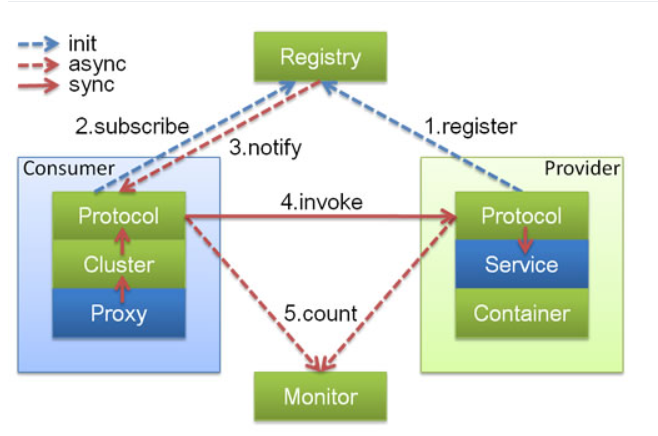 init
async
sync
Registry
2.subscribe
1.register
3.notify
Consumer
Provider
Protocol
4.invoke
Protocol
Cluster
Service
Proxy
5.count
Container
Monitor